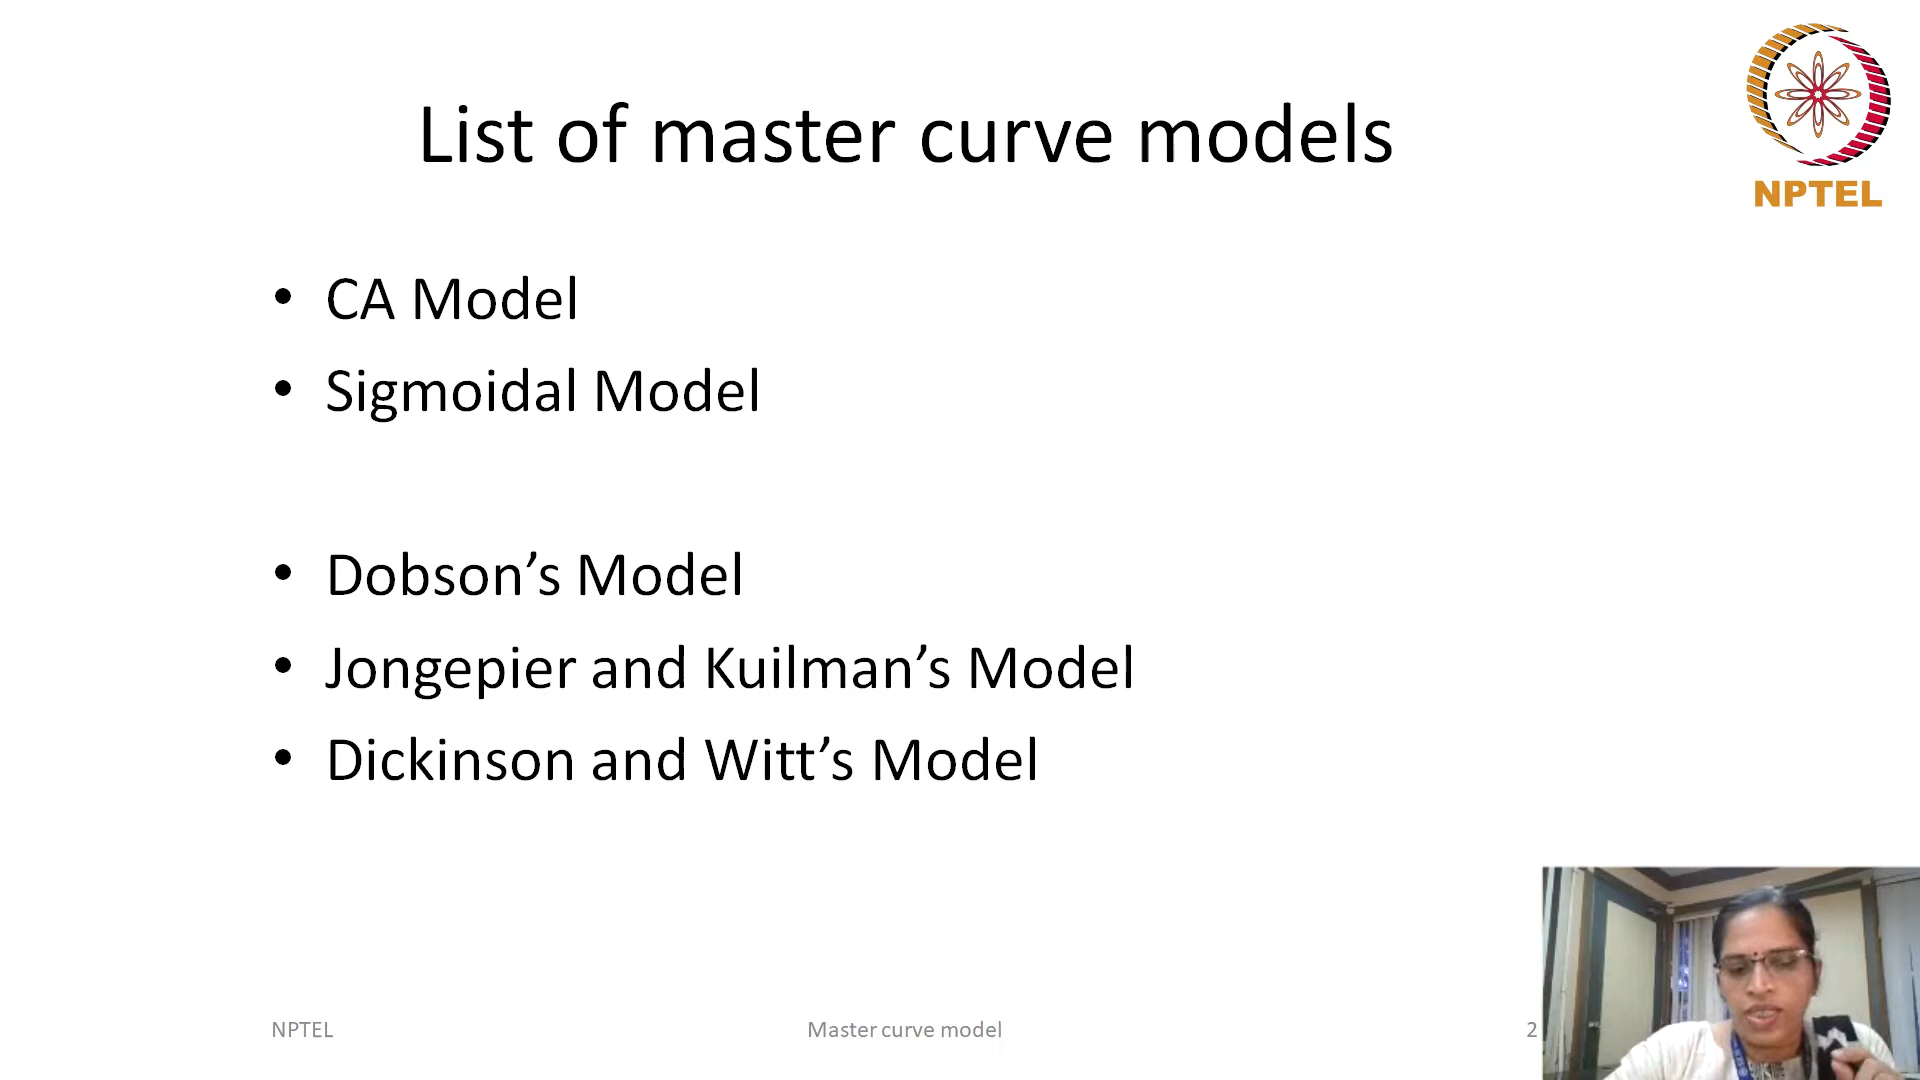 List of master curve models
NPTEL
• CA Model
• Sigmoidal Model
• Dobson’s Model
• Jongepier and Kuilman’s Model
• Dickinson and Witt’s Model
NPTEL
Master curve model
2